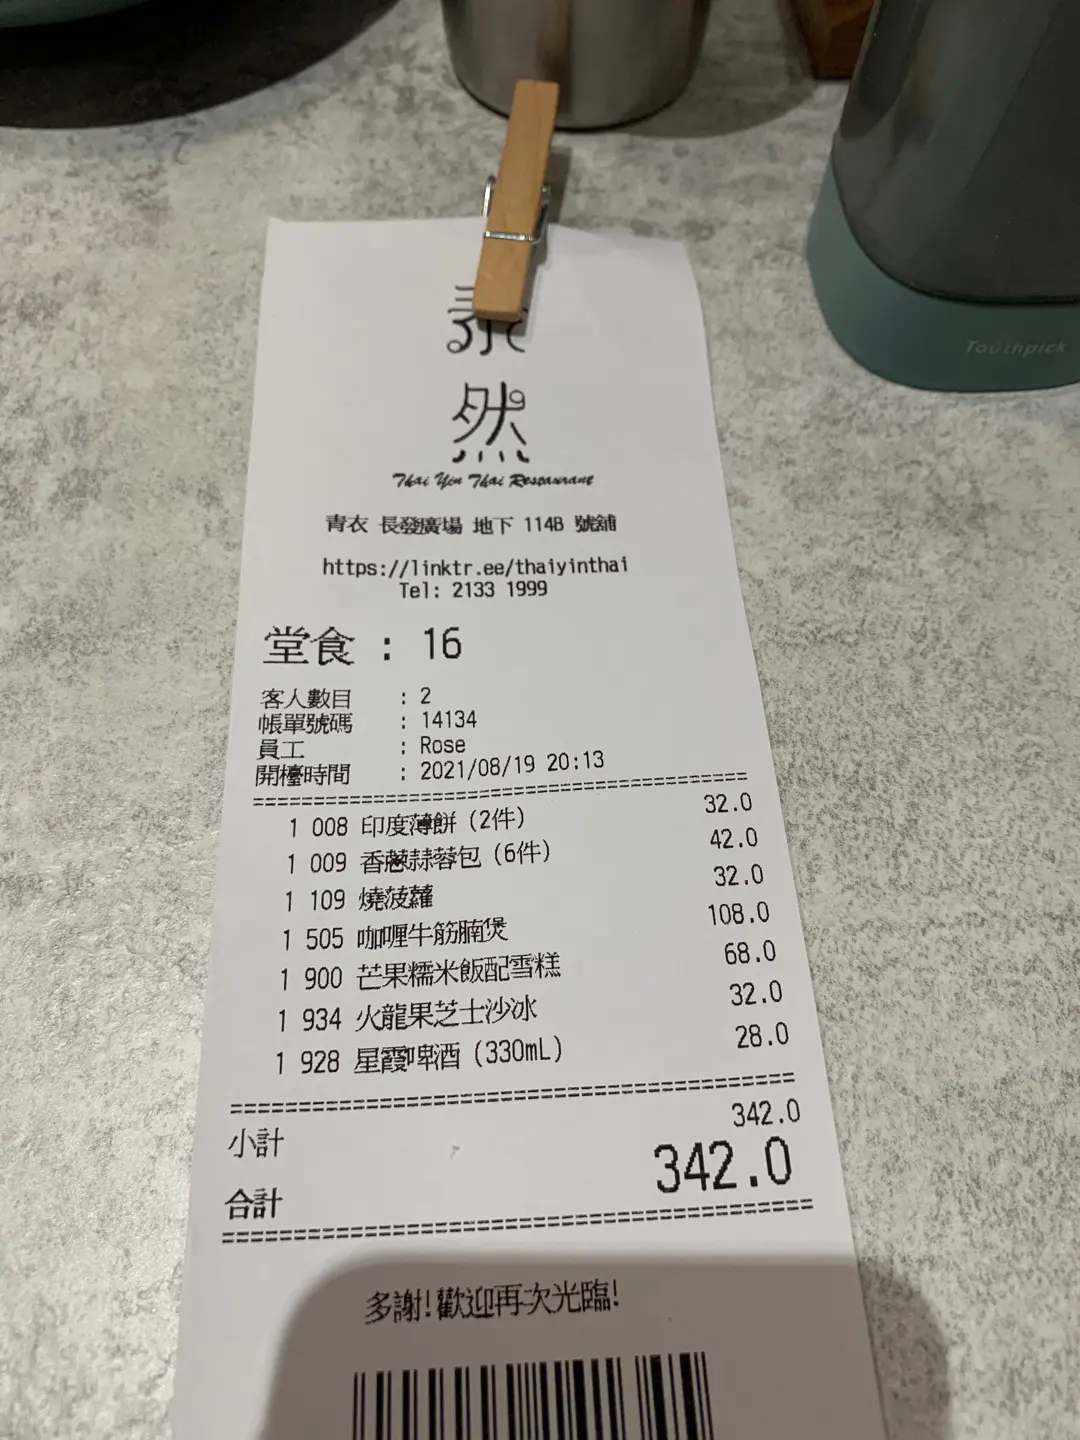 泰
然
Thai Yin Thai Restaurant
青衣 長發廣場 地下 114B 號舖
https://linktr.ee/thaiyinthai
Tel: 2133 1999
堂食 : 16
客人數目 : 2
帳單號碼 : 14134
員工 : Rose
開檯時間 : 2021/08/19 20:13
1 008 印度薄餅 (2件) 32.0
1 009 香蔥蒜蓉包 (6件) 42.0
1 109 燒菠蘿 32.0
1 505 咖喱牛筋腩煲 108.0
1 900 芒果糯米飯配雪糕 68.0
1 934 火龍果芝士沙冰 32.0
1 928 星霞啤酒 (330mL) 28.0
小計 342.0
合計 342.0
多謝!歡迎再次光臨!
Toothpick